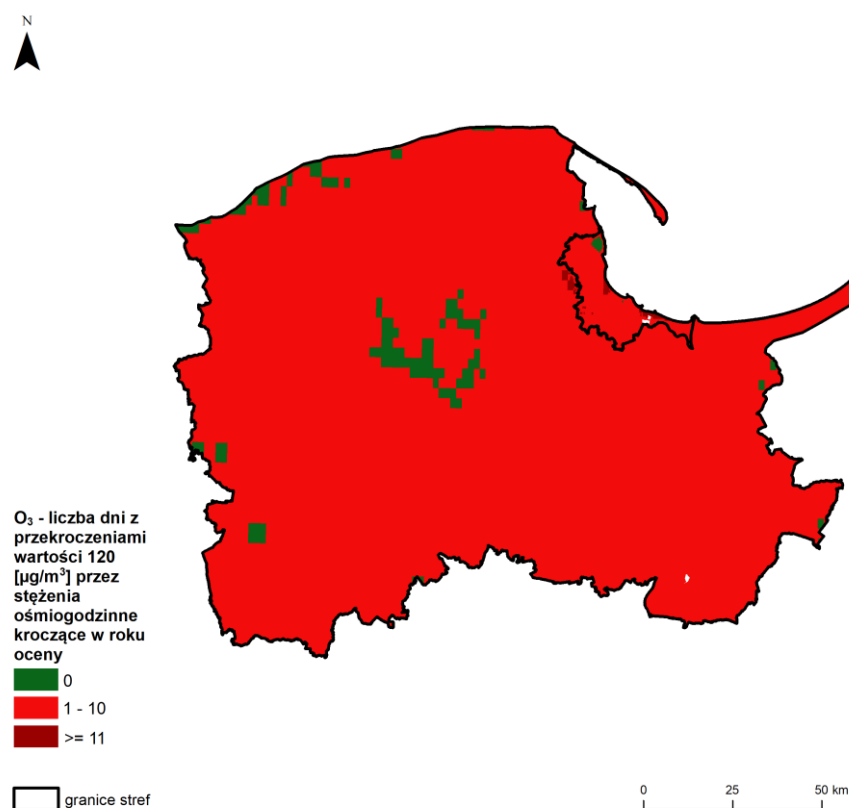 N
O₃ - liczba dni z
przekroczeniami
wartości 120
[µg/m³] przez
stężenia
ośmiogodzinne
kroczące w roku
oceny
0
1 - 10
>= 11
granice stref
0 25 50 km